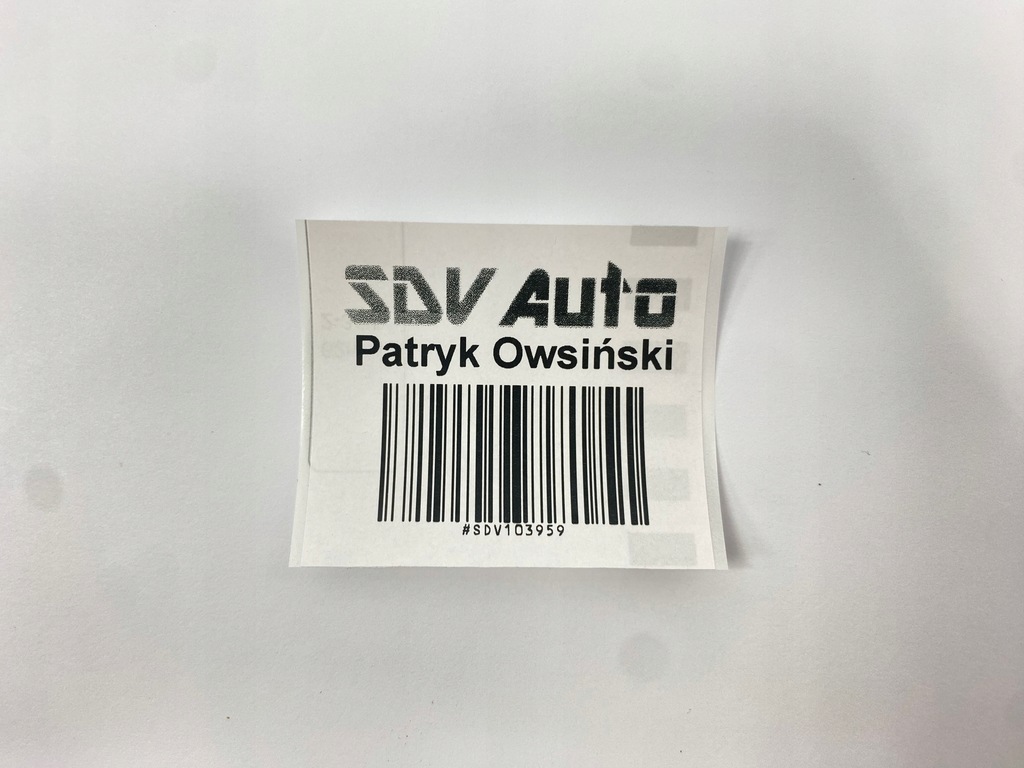 SDV Auto
Patryk Owsiński
#SDV103959